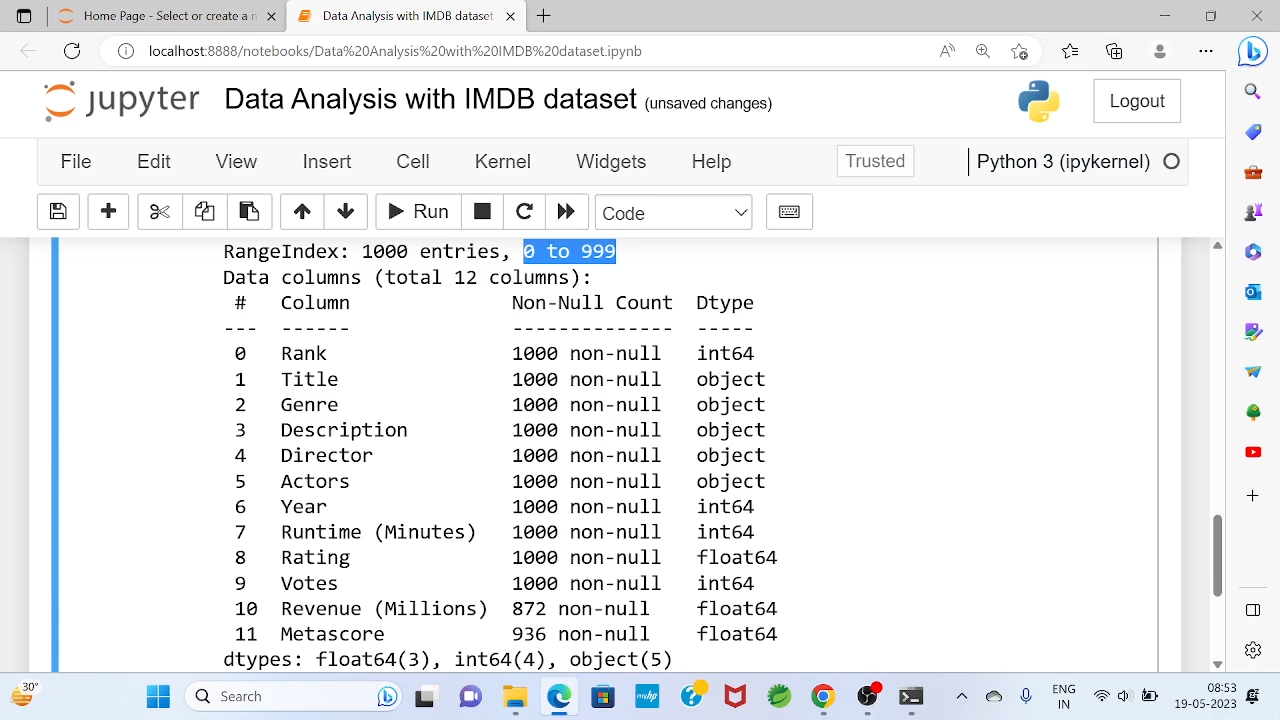 Home Page - Select or create a n
Data Analysis with IMDB dataset
localhost:8888/notebooks/Data%20Analysis%20with%20IMDB%20dataset.ipynb
jupyter Data Analysis with IMDB dataset (unsaved changes)
Logout
File Edit View Insert Cell Kernel Widgets Help Trusted Python 3 (ipykernel)
Run Code
RangeIndex: 1000 entries, 0 to 999
Data columns (total 12 columns):
# Column Non-Null Count Dtype
--- ------ -------------- -----
0 Rank 1000 non-null int64
1 Title 1000 non-null object
2 Genre 1000 non-null object
3 Description 1000 non-null object
4 Director 1000 non-null object
5 Actors 1000 non-null object
6 Year 1000 non-null int64
7 Runtime (Minutes) 1000 non-null int64
8 Rating 1000 non-null float64
9 Votes 1000 non-null int64
10 Revenue (Millions) 872 non-null float64
11 Metascore 936 non-null float64
dtypes: float64(3), int64(4), object(5)
30°
Search
myhp
ENG
IN
08:53
19-05-2023